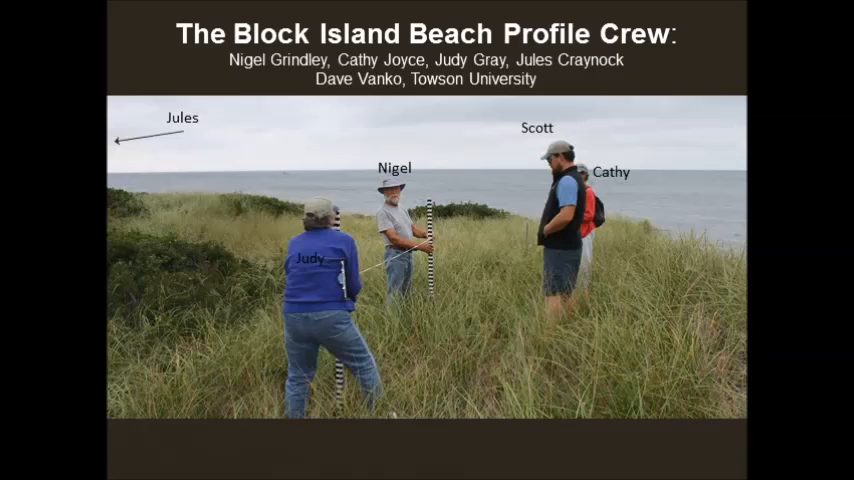 The Block Island Beach Profile Crew:
Nigel Grindley, Cathy Joyce, Judy Gray, Jules Craynock
Dave Vanko, Towson University
Jules
Scott
Nigel
Cathy
Judy